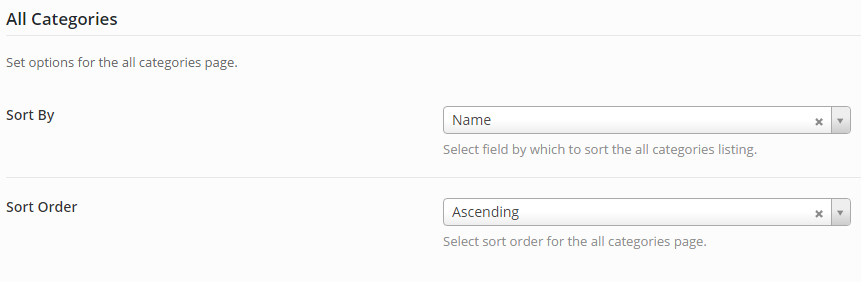 All Categories
Set options for the all categories page.
Sort By
Name
Select field by which to sort the all categories listing.
Sort Order
Ascending
Select sort order for the all categories page.